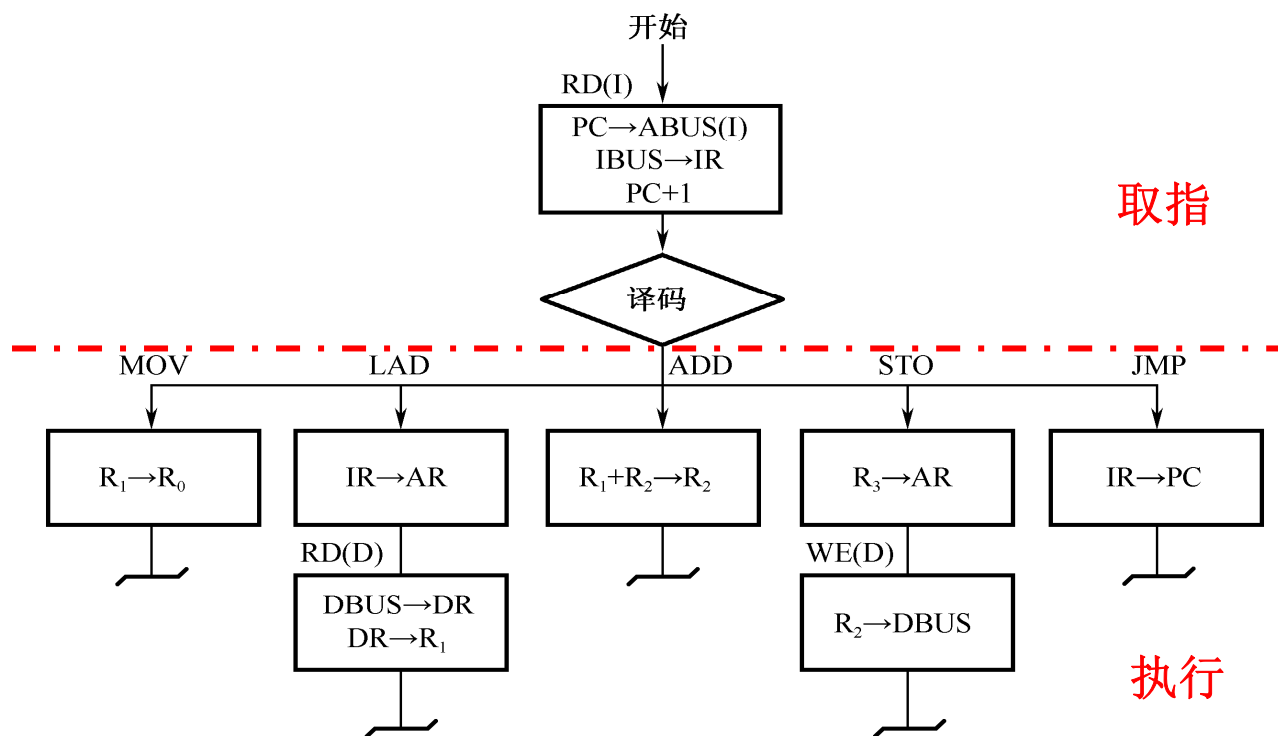 开始
RD(I)
PC→ABUS(I)
IBUS→IR
PC+1
取指
译码
MOV
LAD
ADD
STO
JMP
R₁→R₀
IR→AR
R₁+R₂→R₂
R₃→AR
IR→PC
RD(D)
WE(D)
DBUS→DR
DR→R₁
R₂→DBUS
执行